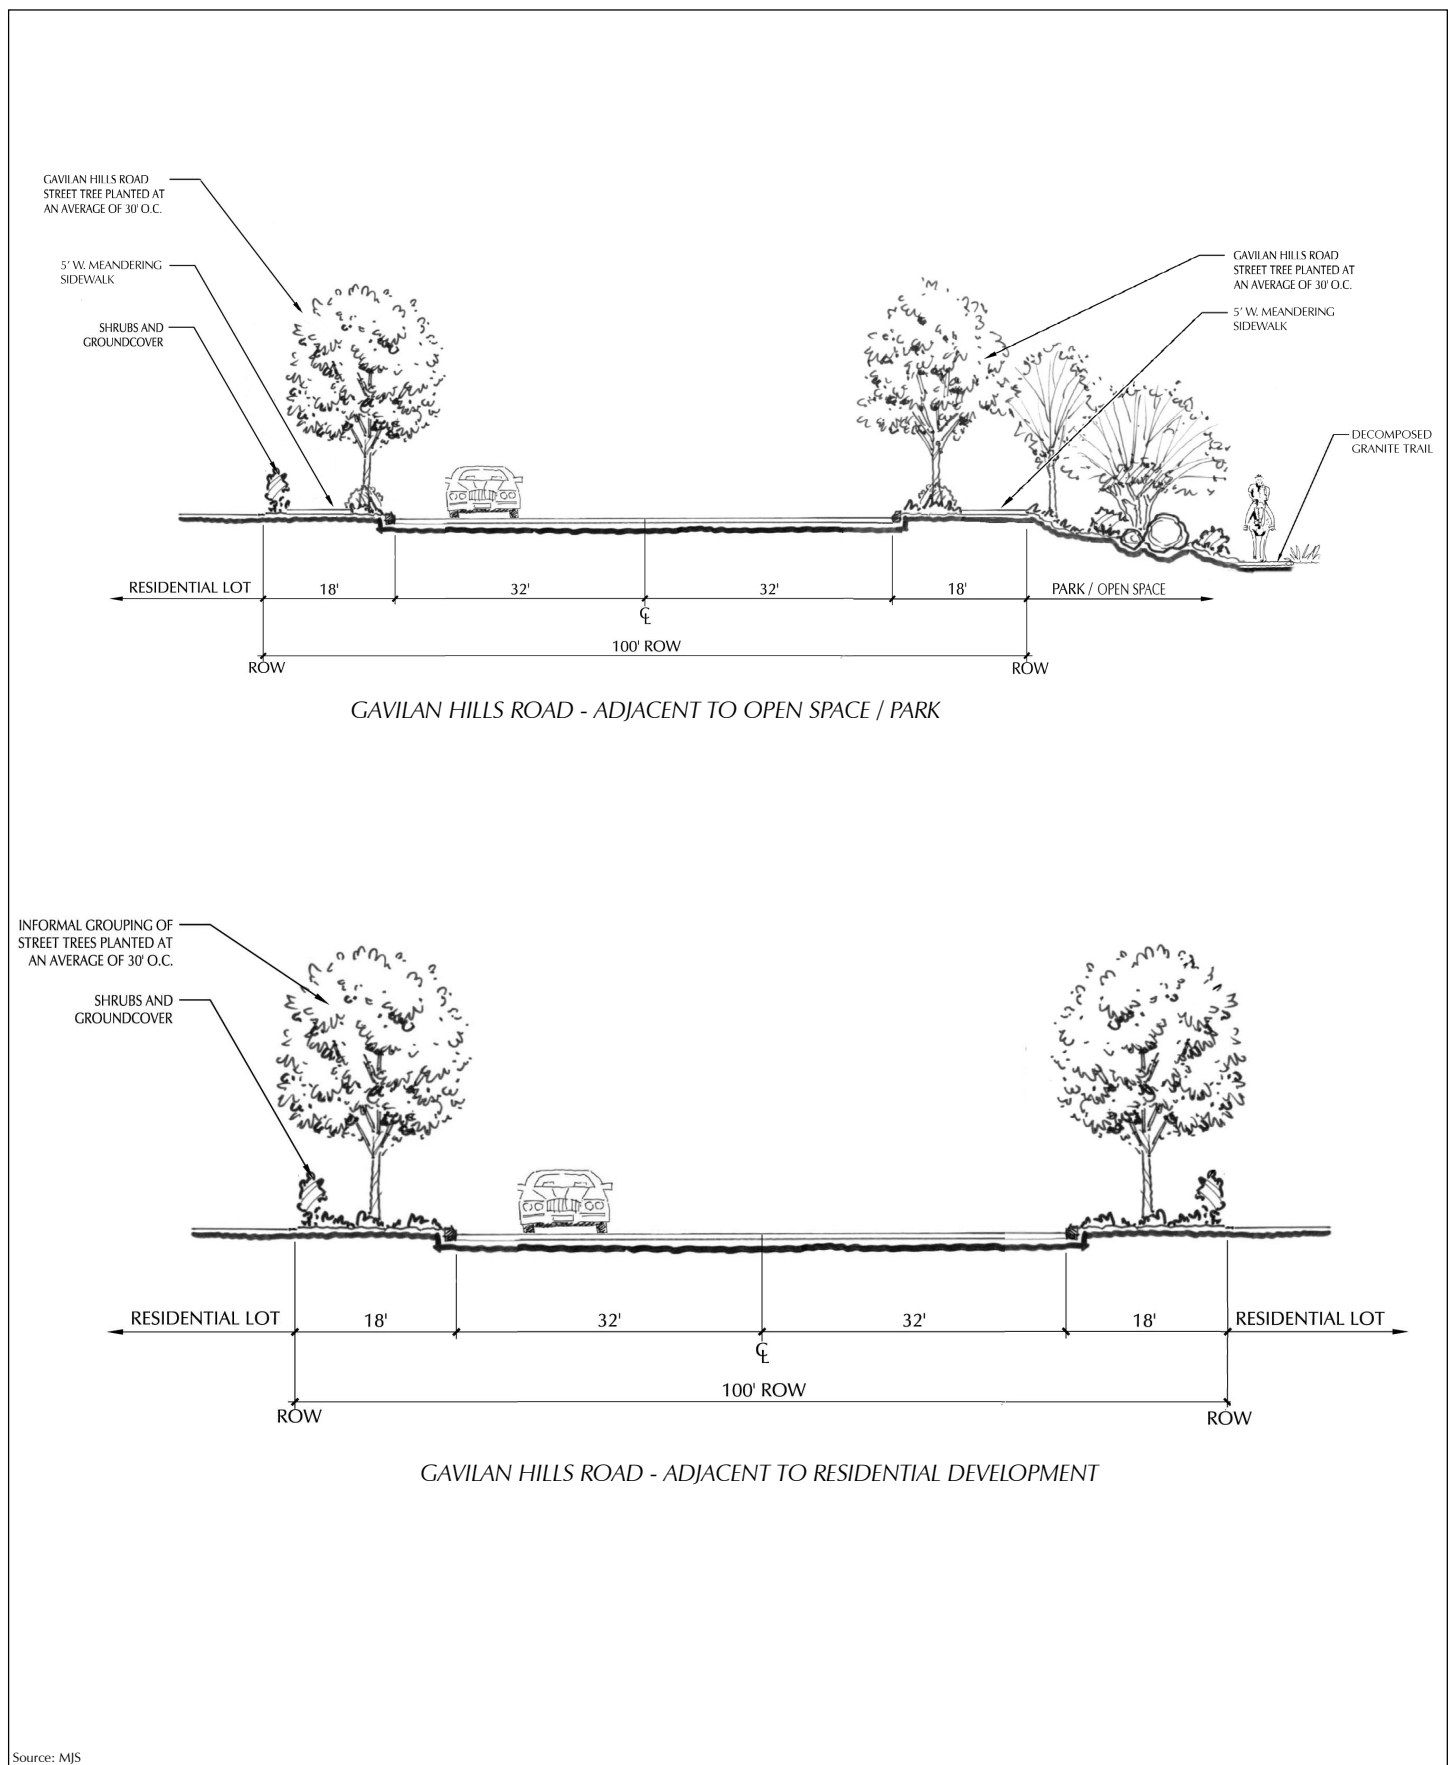 GAVILAN HILLS ROAD
STREET TREE PLANTED AT
AN AVERAGE OF 30' O.C.
5' W. MEANDERING
SIDEWALK
SHRUBS AND
GROUNDCOVER
GAVILAN HILLS ROAD
STREET TREE PLANTED AT
AN AVERAGE OF 30' O.C.
5' W. MEANDERING
SIDEWALK
DECOMPOSED
GRANITE TRAIL
RESIDENTIAL LOT 18' 32' 32' 18' PARK / OPEN SPACE
℄
100' ROW
ROW ROW
GAVILAN HILLS ROAD - ADJACENT TO OPEN SPACE / PARK
INFORMAL GROUPING OF
STREET TREES PLANTED AT
AN AVERAGE OF 30' O.C.
SHRUBS AND
GROUNDCOVER
RESIDENTIAL LOT 18' 32' 32' 18' RESIDENTIAL LOT
℄
100' ROW
ROW ROW
GAVILAN HILLS ROAD - ADJACENT TO RESIDENTIAL DEVELOPMENT
Source: MJS